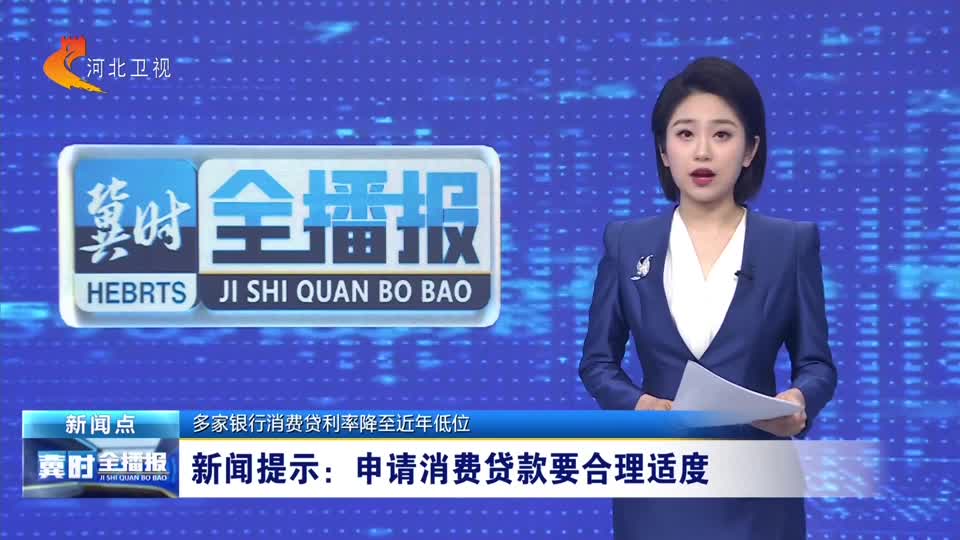 河北卫视
冀时
全播报
HEBRTS
JI SHI QUAN BO BAO
新闻点
多家银行消费贷利率降至近年低位
冀时
全播报
JI SHI QUAN BO BAO
新闻提示：申请消费贷款要合理适度